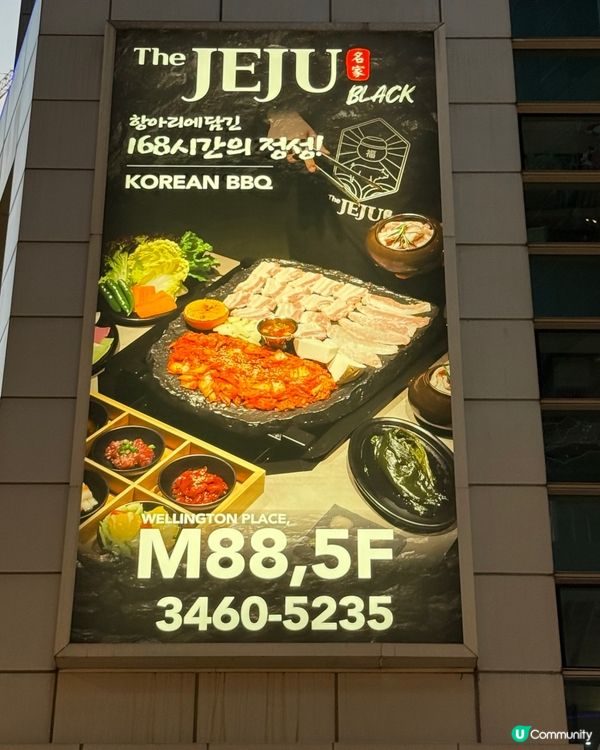 The JEJU 名家
BLACK
항아리에 담긴
168시간의 정성!
KOREAN BBQ
福
The JEJU
WELLINGTON PLACE,
M88,5F
3460-5235
U Community